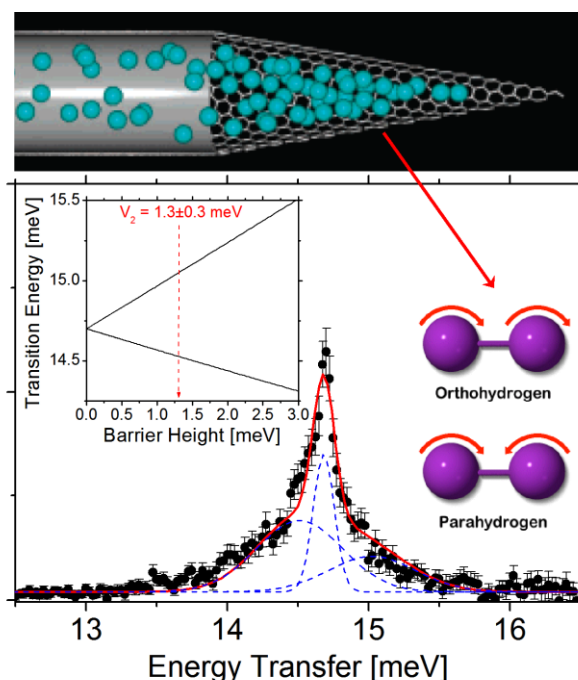 V₂ = 1.3±0.3 meV
Transition Energy [meV]
15.5
15.0
14.5
0.0 0.5 1.0 1.5 2.0 2.5 3.0
Barrier Height [meV]
Orthohydrogen
Parahydrogen
13 14 15 16
Energy Transfer [meV]